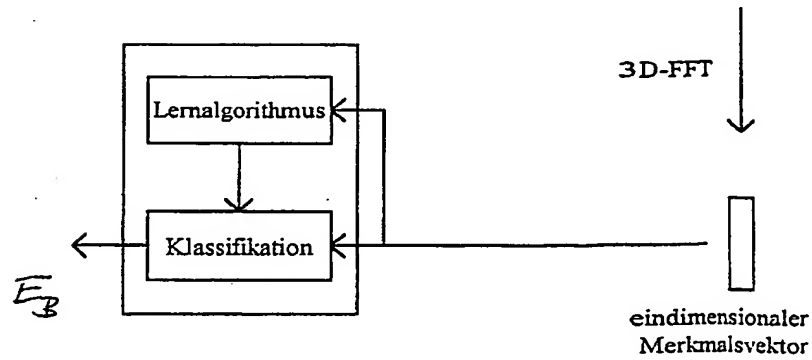 3D-FFT
Lernalgorithmus
Klassifikation
E_B
eindimensionaler
Merkmalsvektor